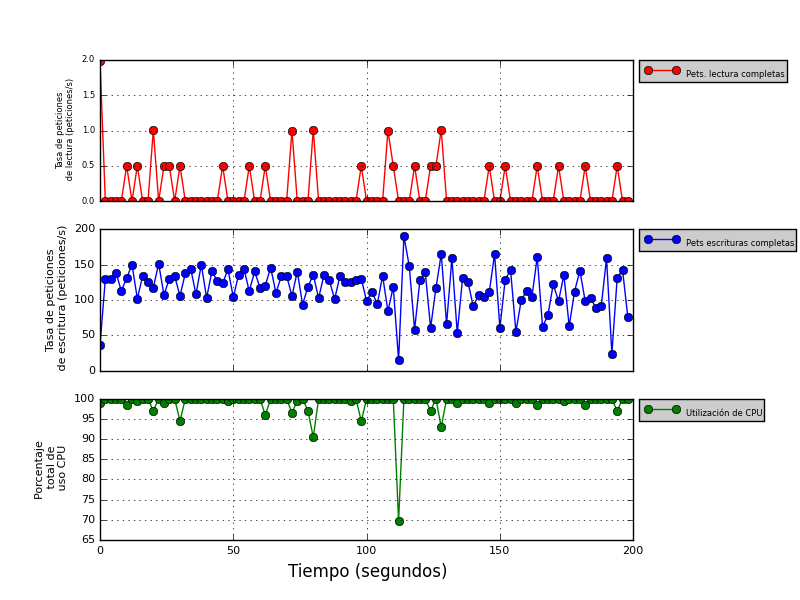 2.0
1.5
1.0
0.5
0.0
Tasa de peticiones
de lectura (peticiones/s)
Pets. lectura completas
200
150
100
50
0
Tasa de peticiones
de escritura (peticiones/s)
Pets escrituras completas
100
95
90
85
80
75
70
65
Porcentaje
total de
uso CPU
Utilización de CPU
0
50
100
150
200
Tiempo (segundos)